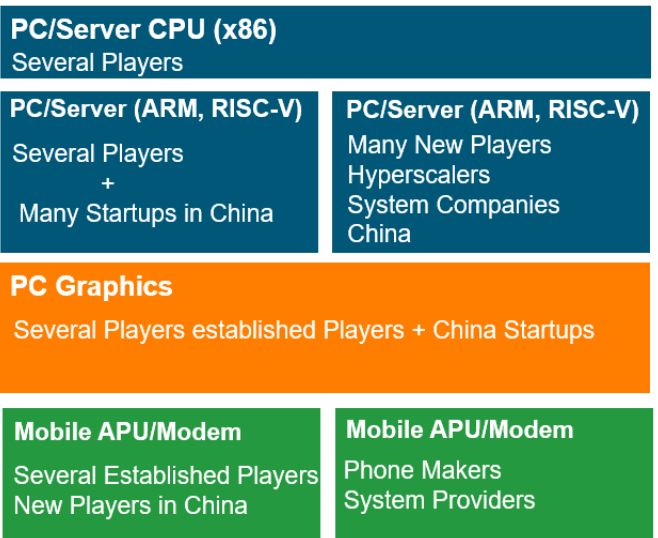 PC/Server CPU (x86)
Several Players
PC/Server (ARM, RISC-V)
Several Players
+
Many Startups in China
PC/Server (ARM, RISC-V)
Many New Players
Hyperscalers
System Companies
China
PC Graphics
Several Players established Players + China Startups
Mobile APU/Modem
Several Established Players
New Players in China
Mobile APU/Modem
Phone Makers
System Providers